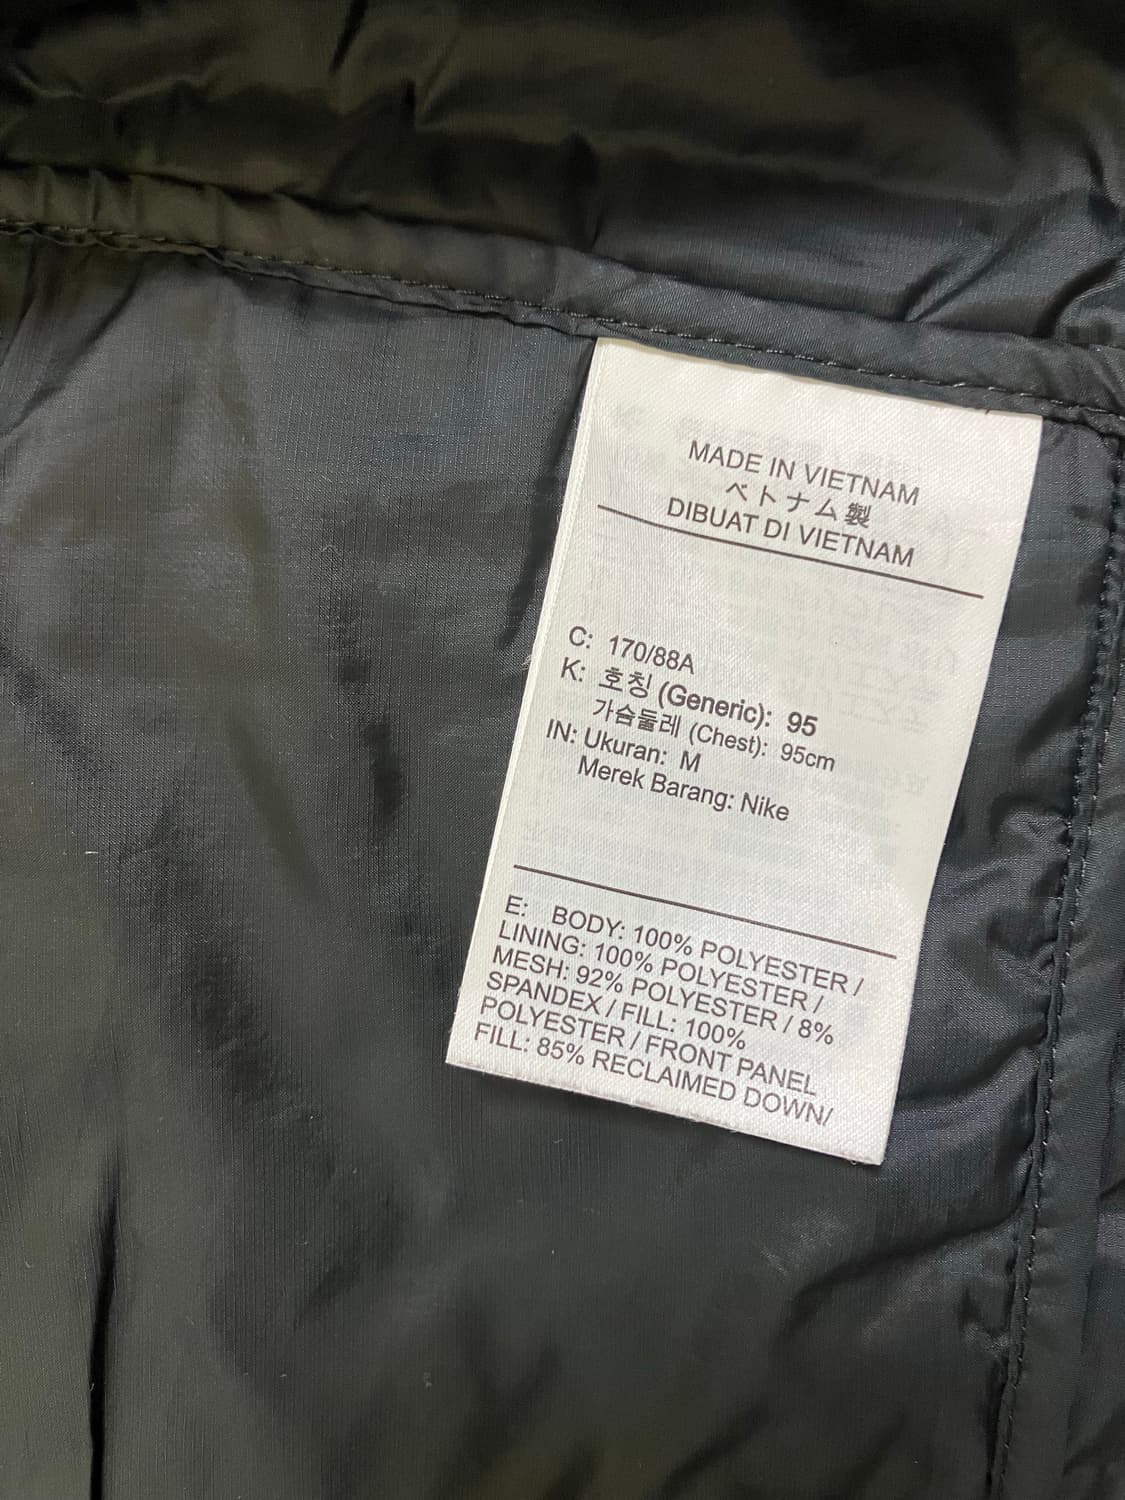 MADE IN VIETNAM
ベトナム製
DIBUAT DI VIETNAM
C: 170/88A
K: 호칭 (Generic): 95
가슴둘레 (Chest): 95cm
IN: Ukuran: M
Merek Barang: Nike
E: BODY: 100% POLYESTER /
LINING: 100% POLYESTER /
MESH: 92% POLYESTER / 8%
SPANDEX / FILL: 100%
POLYESTER / FRONT PANEL
FILL: 85% RECLAIMED DOWN/